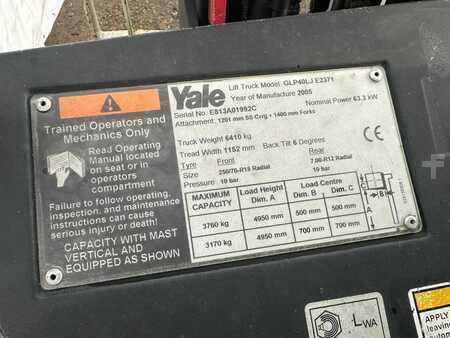 Trained Operators and
Mechanics Only
Read Operating
Manual located
on seat or in
operators
compartment
Failure to follow operating,
inspection, and maintenance
instructions can cause
serious injury or death!
CAPACITY WITH MAST
VERTICAL AND
EQUIPPED AS SHOWN
Yale
Lift Truck Model. GLP40LJ E2371
Year of Manufacture 2005
Serial No. E813A01992C
Nominal Power 63.3 kW
Attachment. 1201 mm SS Crrg + 1400 mm Forks
Truck Weight 6410 kg
Tread Width 1152 mm Back Tilt 6 Degrees
Tyre Front Rear
Size 250/70-R15 Radial 7.00-R12 Radial
Pressure 10 bar 10 bar
MAXIMUM CAPACITY Load Height Dim. A Load Centre Dim. B Dim. C
3760 kg 4950 mm 500 mm 500 mm
3170 kg 4950 mm 700 mm 700 mm
A
B
C
CE
LWA
APPLY
leaving
automa